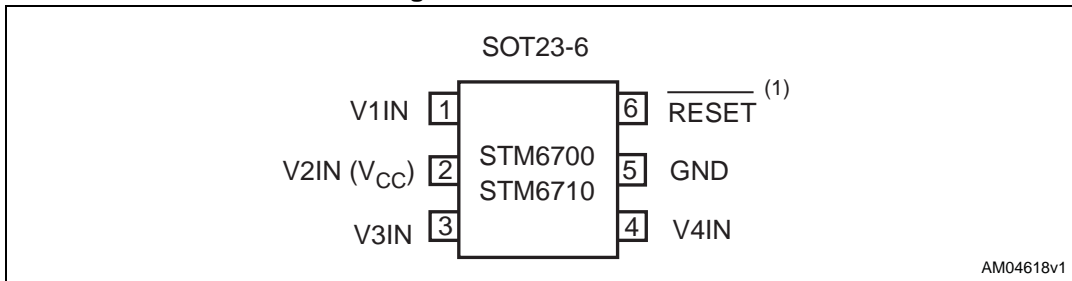 SOT23-6
V1IN 1
6 RESET (1)
V2IN (VCC) 2
STM6700
STM6710
5 GND
V3IN 3
4 V4IN
AM04618v1